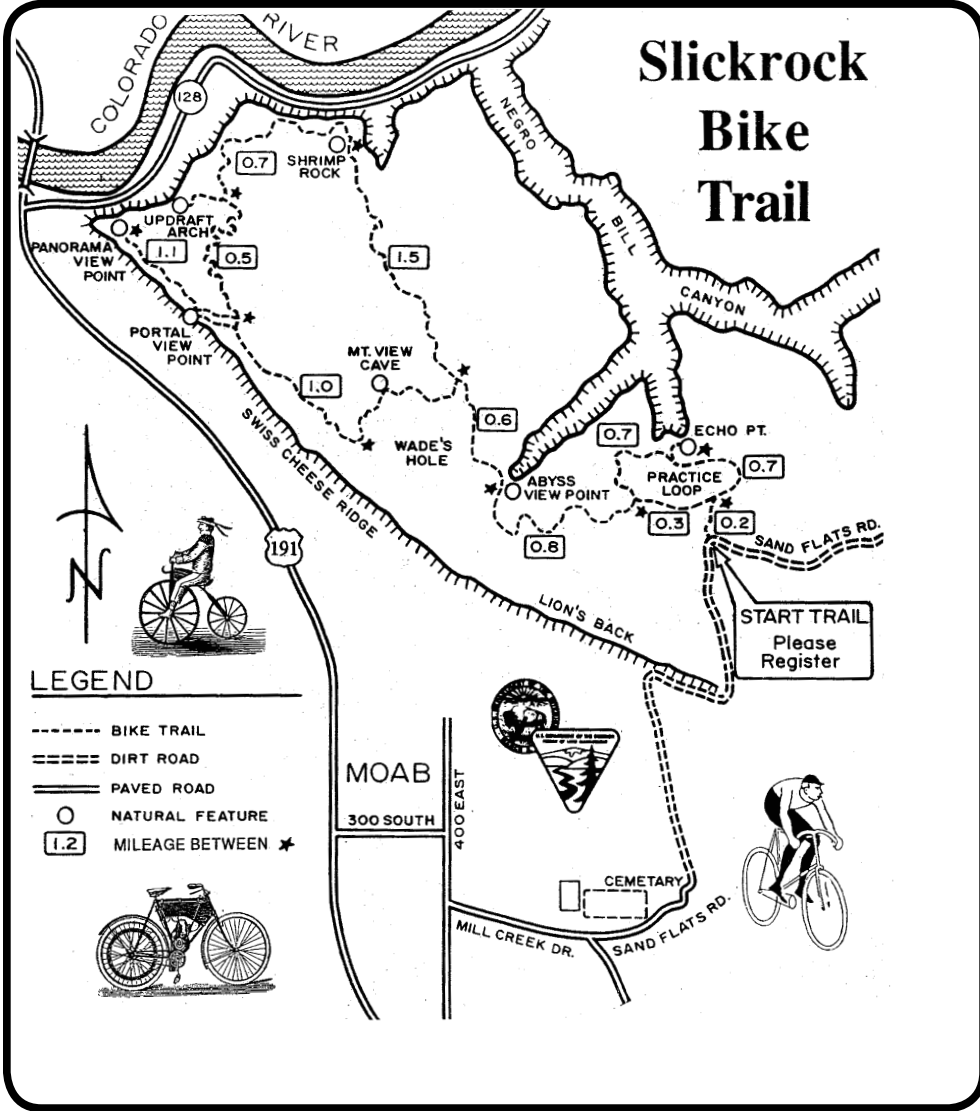 Slickrock
Bike
Trail
COLORADO
RIVER
128
NEGRO
BILL
CANYON
SHRIMP
ROCK
0.7
UPDRAFT
ARCH
PANORAMA
VIEW
POINT
1.1
0.5
1.5
PORTAL
VIEW
POINT
MT. VIEW
CAVE
1.0
WADE'S
HOLE
0.6
SWISS CHEESE RIDGE
0.7
ECHO PT.
0.7
PRACTICE
LOOP
ABYSS
VIEW POINT
0.3
0.2
0.8
SAND FLATS RD.
191
N
LION'S BACK
START TRAIL
Please
Register
LEGEND
BIKE TRAIL
DIRT ROAD
PAVED ROAD
NATURAL FEATURE
1.2
MILEAGE BETWEEN
MOAB
300 SOUTH
400 EAST
CEMETARY
MILL CREEK DR.
SAND FLATS RD.